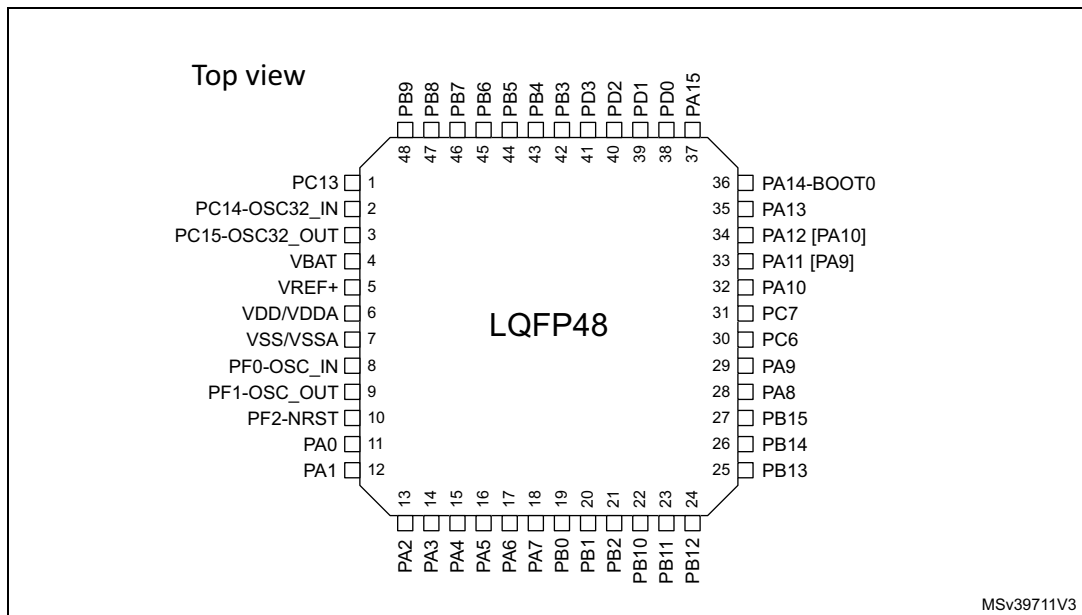 Top view
PB9
PB8
PB7
PB6
PB5
PB4
PB3
PD3
PD2
PD1
PD0
PA15
48
47
46
45
44
43
42
41
40
39
38
37
PC13 1
PC14-OSC32_IN 2
PC15-OSC32_OUT 3
VBAT 4
VREF+ 5
VDD/VDDA 6
VSS/VSSA 7
PF0-OSC_IN 8
PF1-OSC_OUT 9
PF2-NRST 10
PA0 11
PA1 12
LQFP48
36 PA14-BOOT0
35 PA13
34 PA12 [PA10]
33 PA11 [PA9]
32 PA10
31 PC7
30 PC6
29 PA9
28 PA8
27 PB15
26 PB14
25 PB13
13
14
15
16
17
18
19
20
21
22
23
24
PA2
PA3
PA4
PA5
PA6
PA7
PB0
PB1
PB2
PB10
PB11
PB12
MSv39711V3